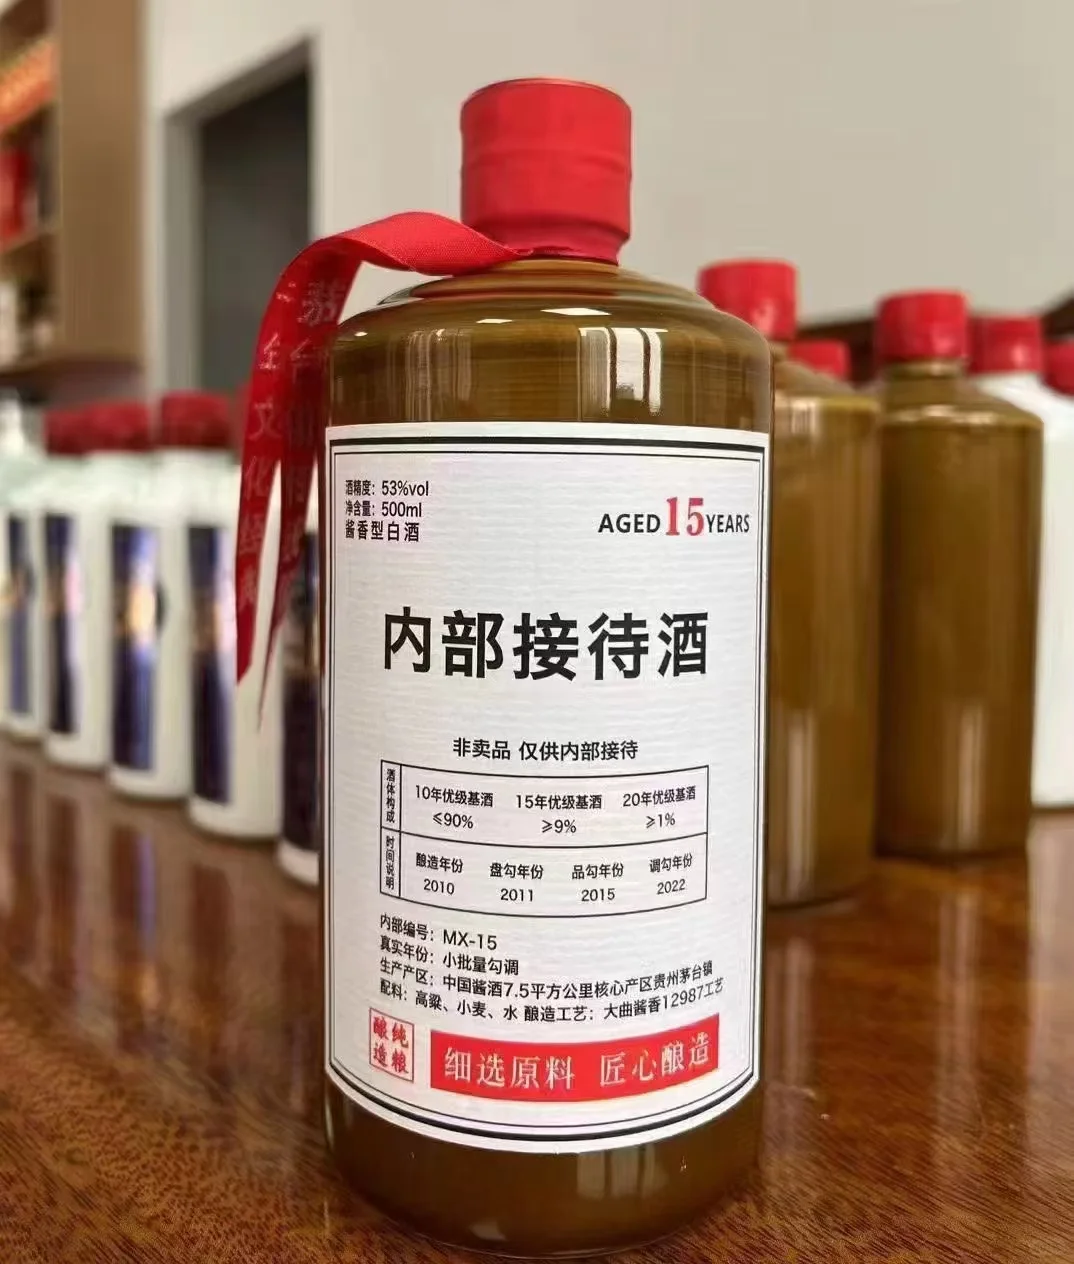 酒精度：53%vol
净含量：500ml
酱香型白酒
AGED 15 YEARS
内部接待酒
非卖品 仅供内部接待
酒体构成
10年优级基酒 15年优级基酒 20年优级基酒
≤90% ≥9% ≥1%
时间说明
酿造年份 盘勾年份 品勾年份 调勾年份
2010 2011 2015 2022
内部编号：MX-15
真实年份：小批量勾调
生产产区：中国酱酒7.5平方公里核心产区贵州茅台镇
配料：高粱、小麦、水 酿造工艺：大曲酱香12987工艺
纯粮
酿造
细选原料 匠心酿造
茅台
文化